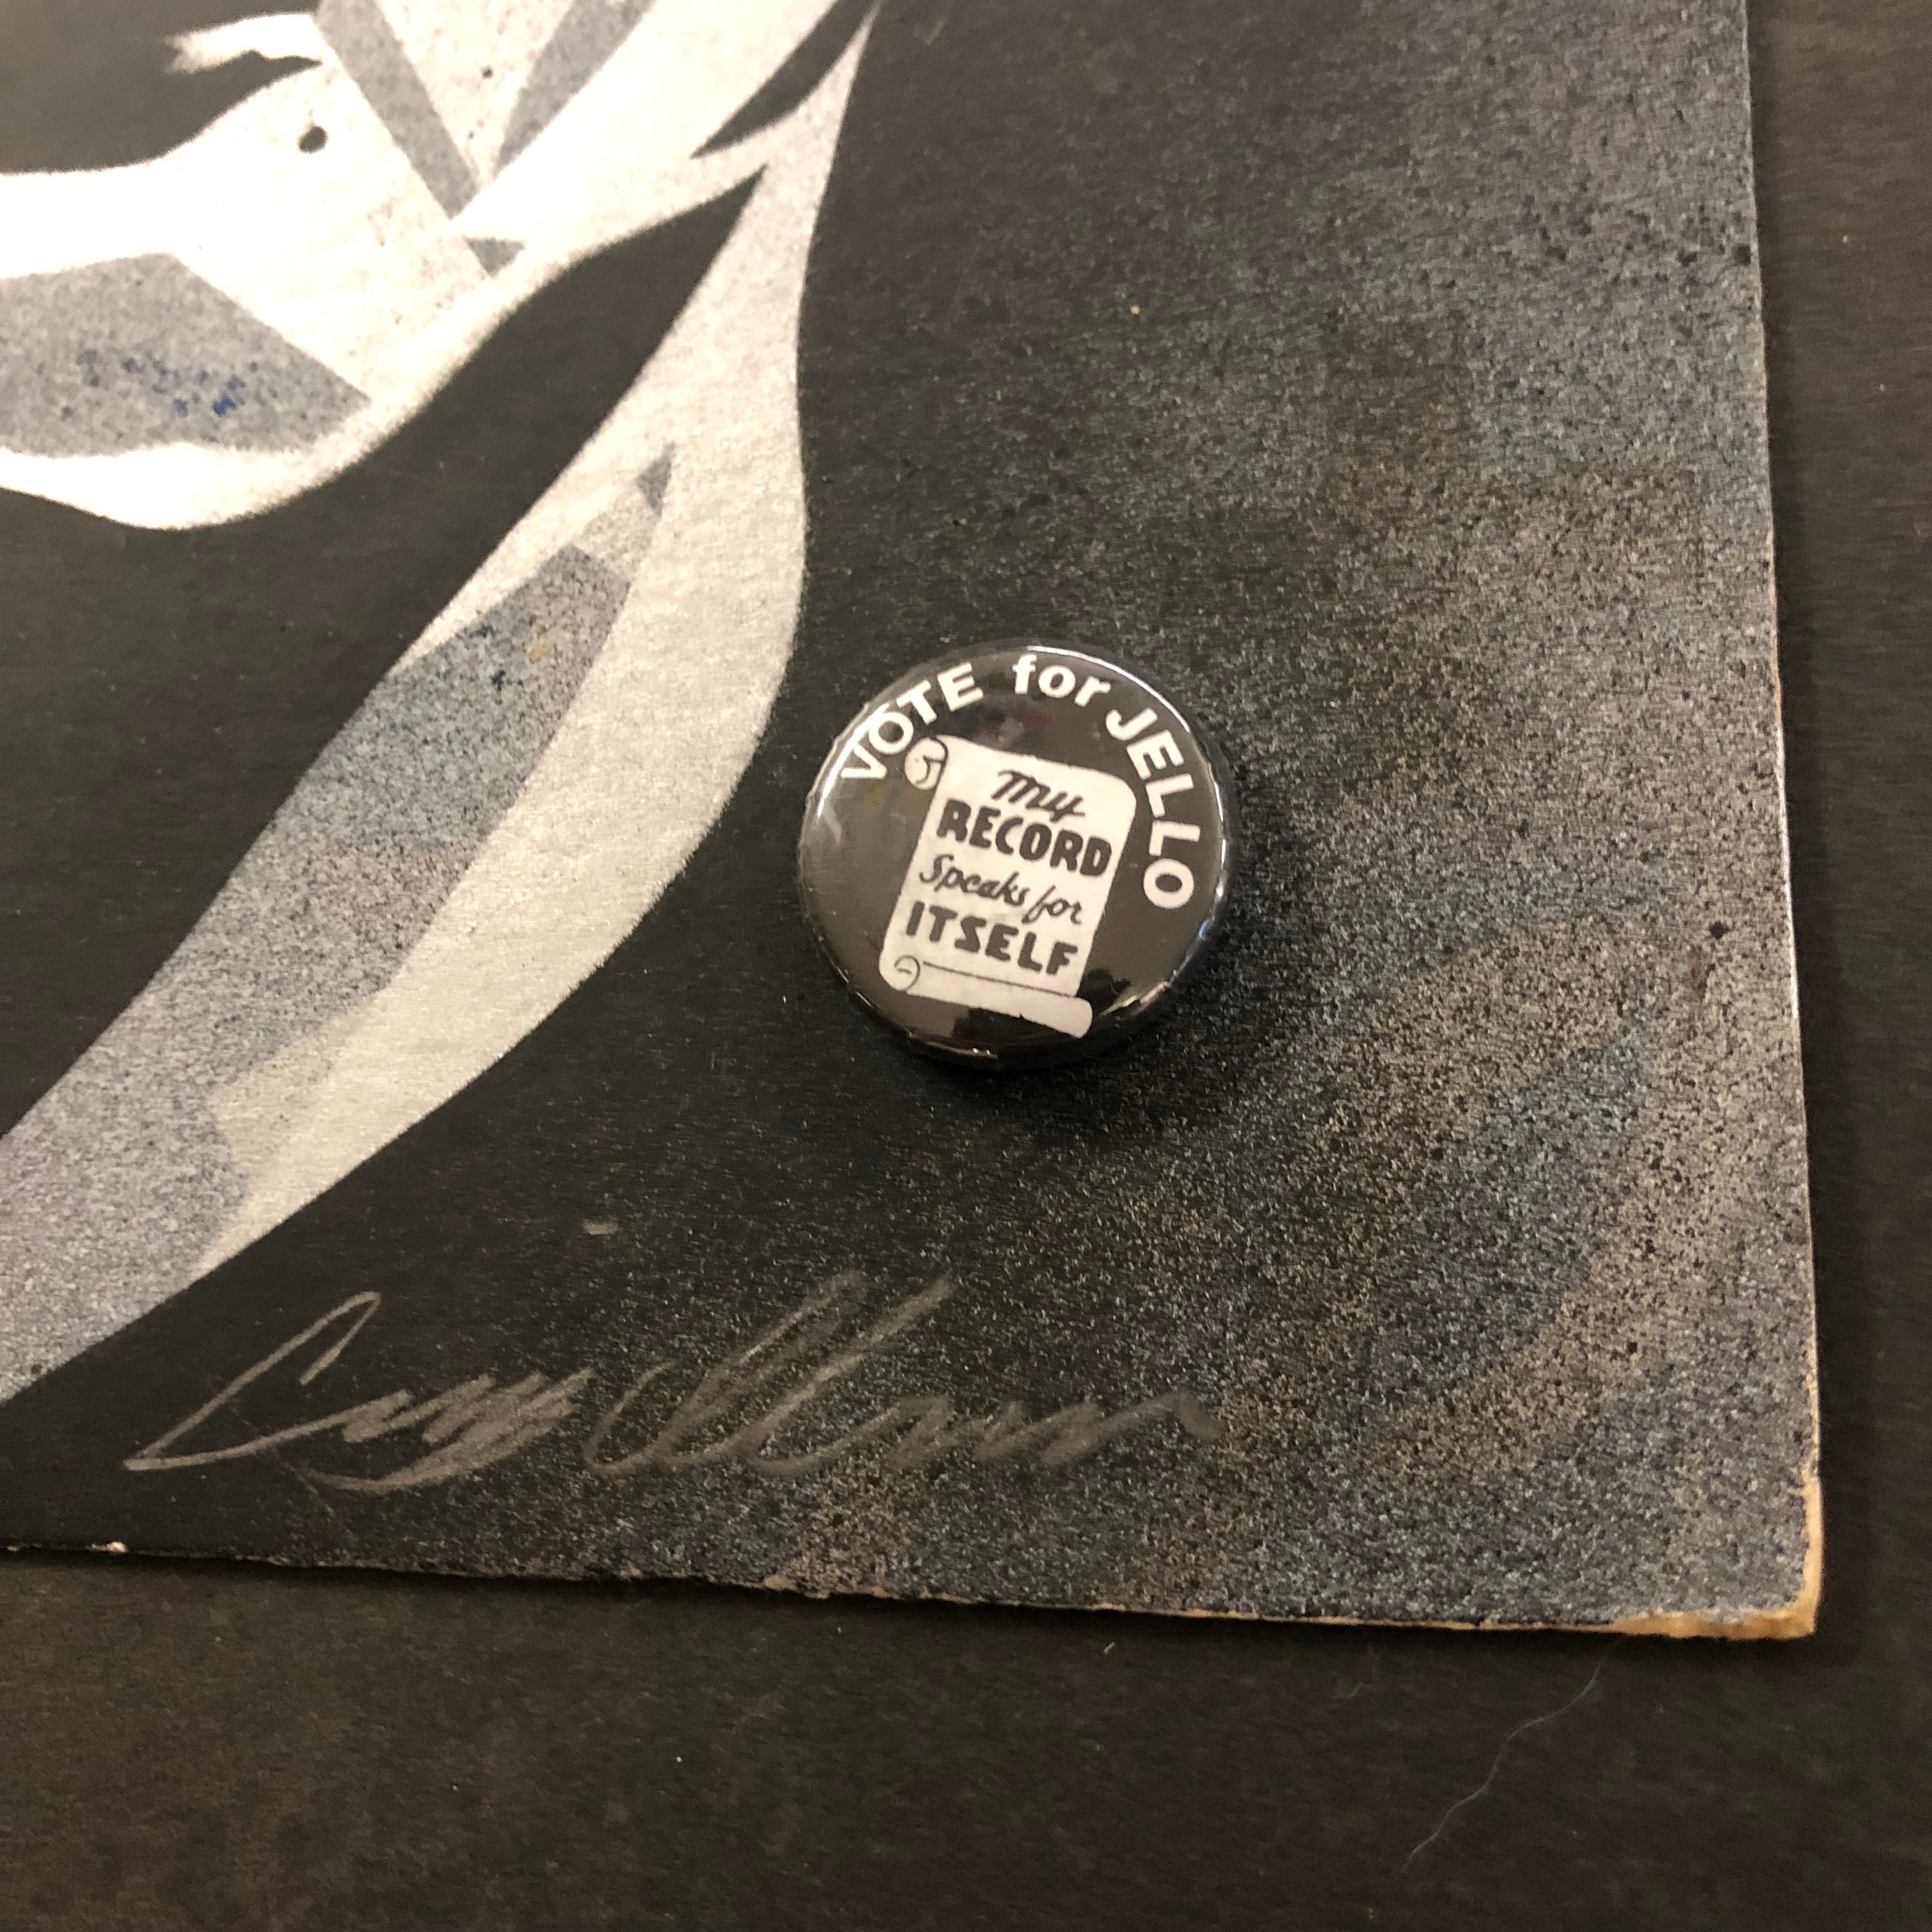 VOTE for JELLO
My
RECORD
Speaks for
ITSELF